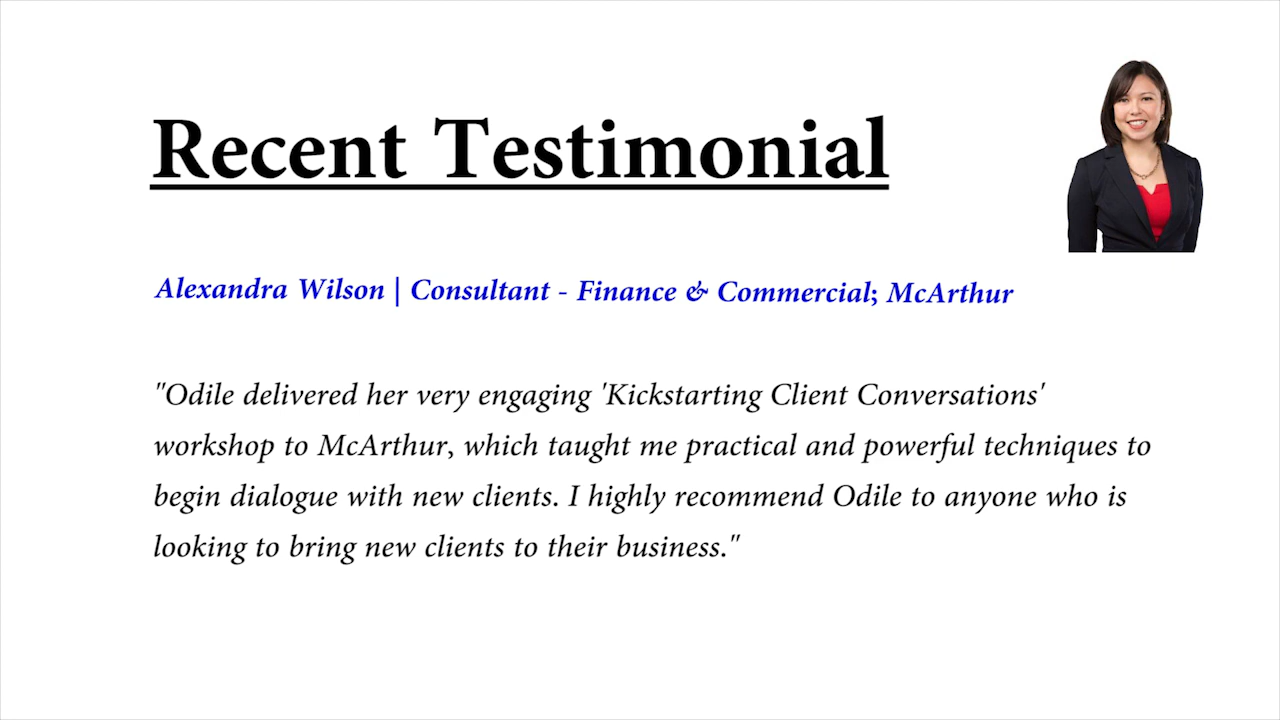 Recent Testimonial
Alexandra Wilson | Consultant - Finance & Commercial; McArthur
"Odile delivered her very engaging 'Kickstarting Client Conversations'
workshop to McArthur, which taught me practical and powerful techniques to
begin dialogue with new clients. I highly recommend Odile to anyone who is
looking to bring new clients to their business."